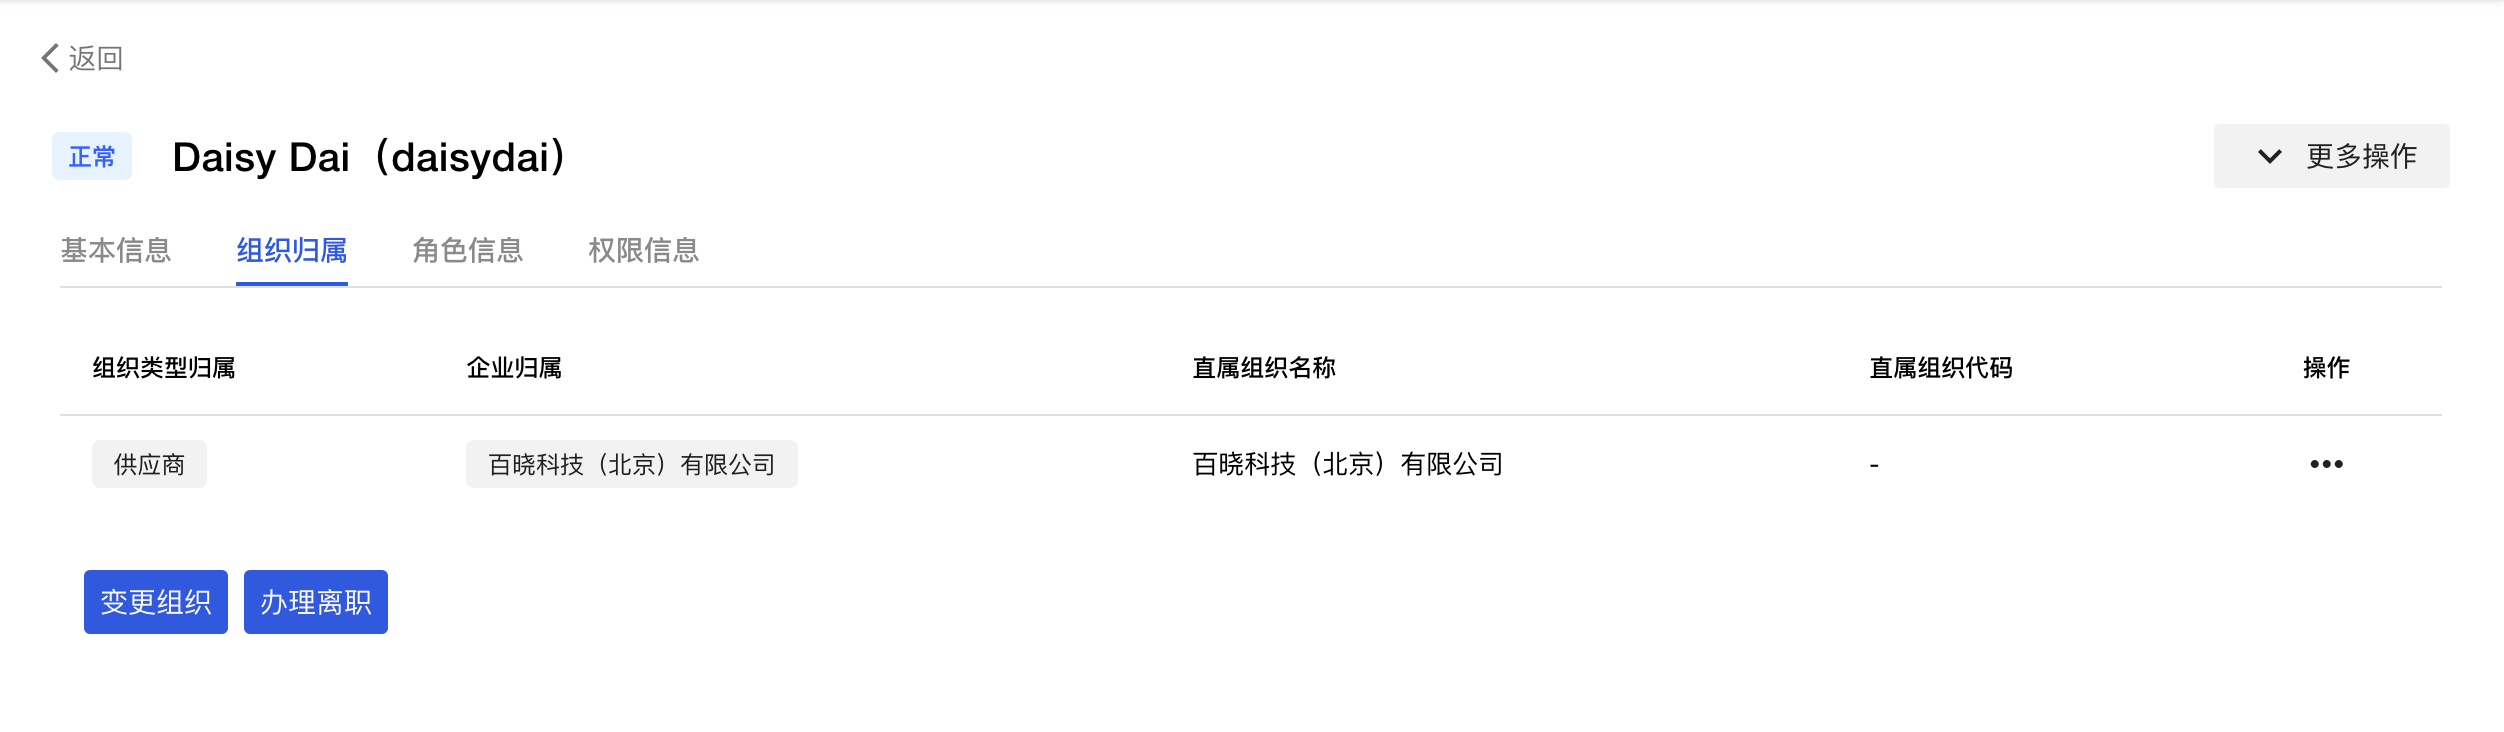 返回
正常 Daisy Dai（daisydai） 更多操作
基本信息 组织归属 角色信息 权限信息
组织类型归属 企业归属 直属组织名称 直属组织代码 操作
供应商 百晓科技（北京）有限公司 百晓科技（北京）有限公司 - •••
变更组织 办理离职